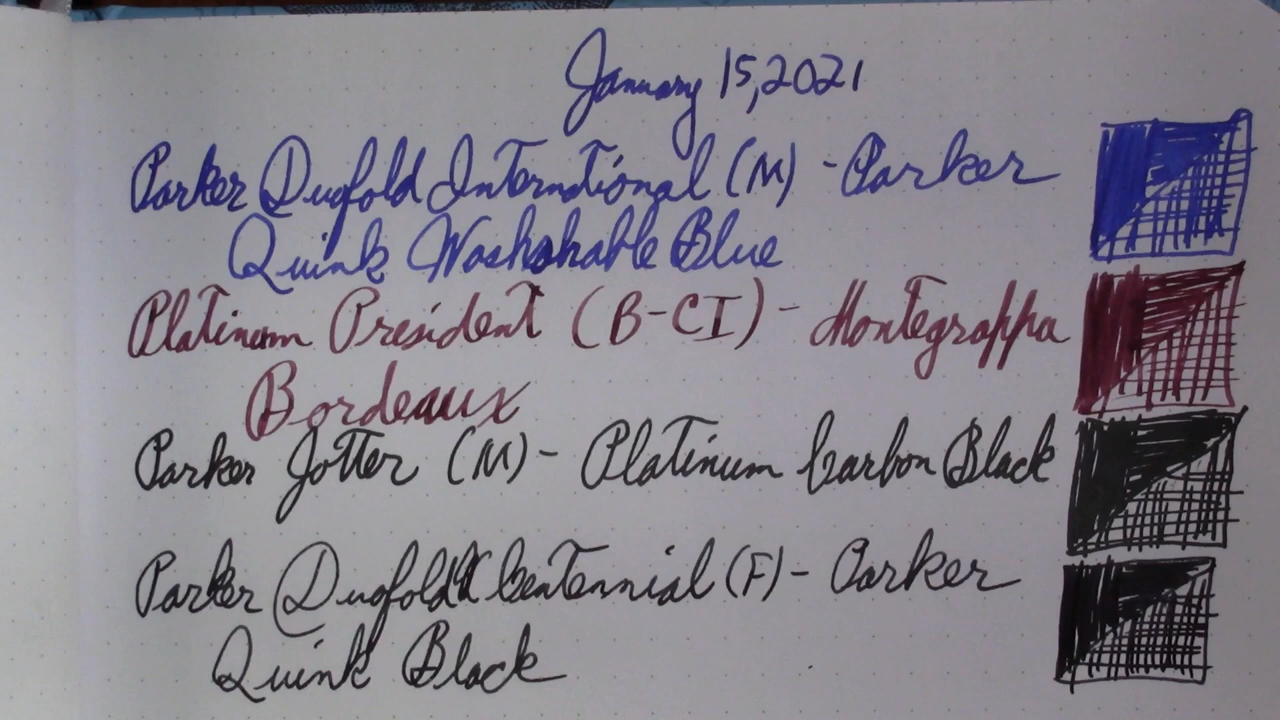 January 15, 2021
Parker Duofold International (M) - Parker
Quink Washable Blue
Platinum President (B-CI) - Montegrappa
Bordeaux
Parker Jotter (M) - Platinum Carbon Black
Parker Duofold Centennial (F) - Parker
Quink Black